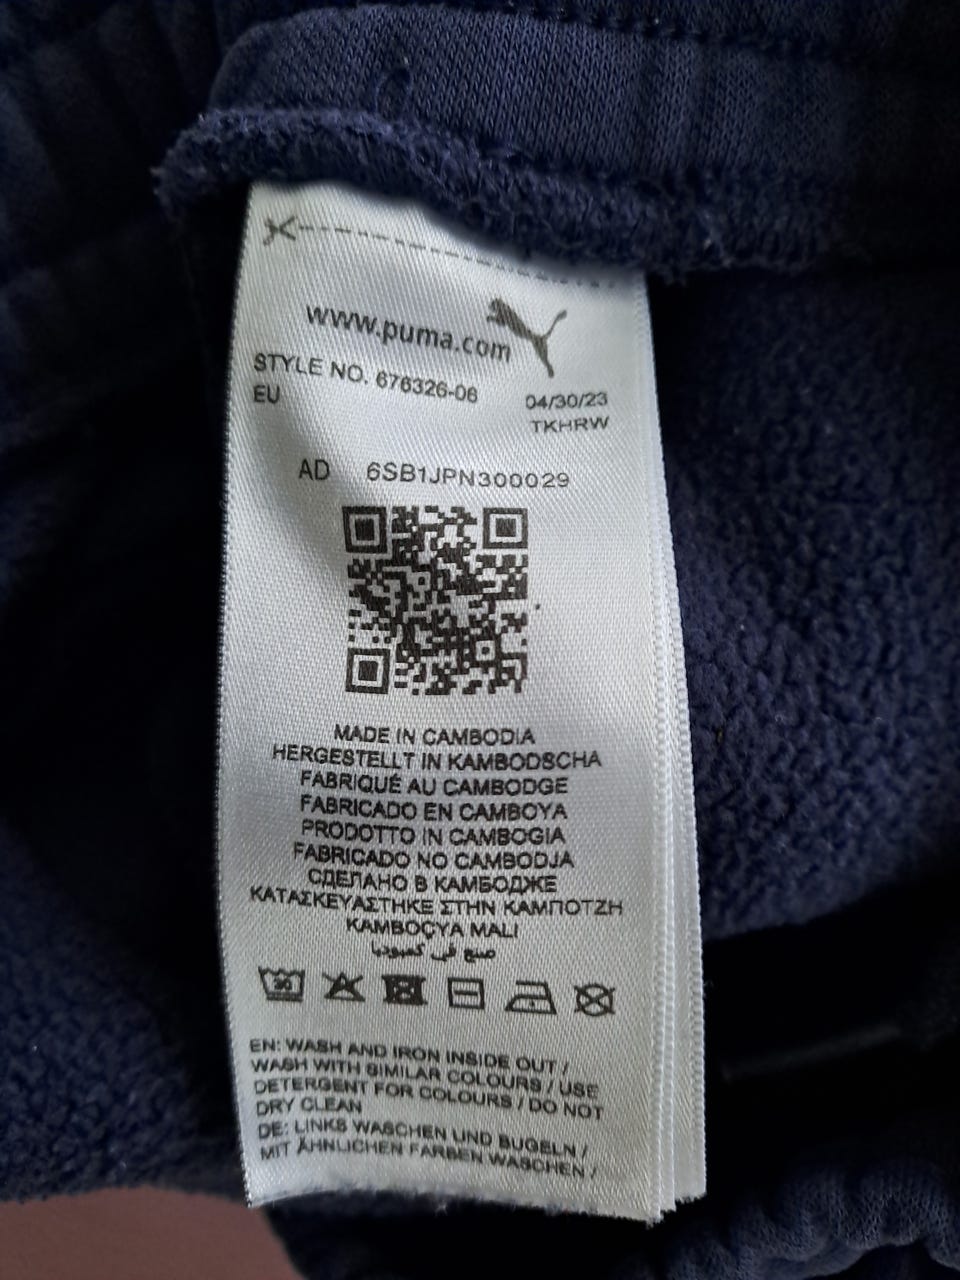 www.puma.com
STYLE NO. 676326-06
EU
04/30/23
TKHRW
AD 6SB1JPN300029
MADE IN CAMBODIA
HERGESTELLT IN KAMBODSCHA
FABRIQUÉ AU CAMBODGE
FABRICADO EN CAMBOYA
PRODOTTO IN CAMBOGIA
FABRICADO NO CAMBODJA
СДЕЛАНО В КАМБОДЖЕ
ΚΑΤΑΣΚΕΥΑΣΤΗΚΕ ΣΤΗΝ ΚΑΜΠΟΤΖΗ
KAMBOÇYA MALI
صنع في كمبوديا
30
EN: WASH AND IRON INSIDE OUT /
WASH WITH SIMILAR COLOURS / USE
DETERGENT FOR COLOURS / DO NOT
DRY CLEAN
DE: LINKS WASCHEN UND BUGELN /
MIT ÄHNLICHEN FARBEN WASCHEN /